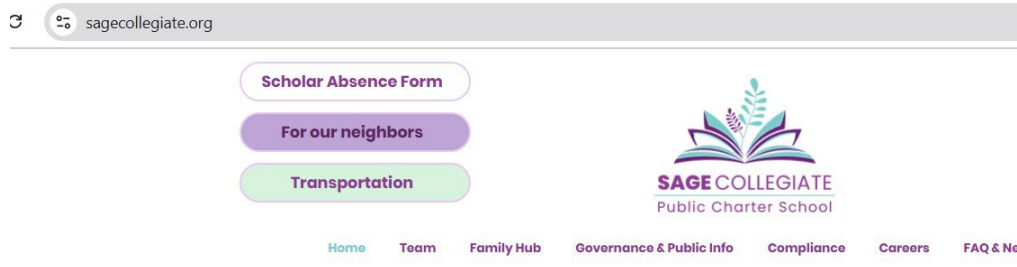 sagecollegiate.org
Scholar Absence Form
For our neighbors
Transportation
SAGE COLLEGIATE
Public Charter School
Home Team Family Hub Governance & Public Info Compliance Careers FAQ &